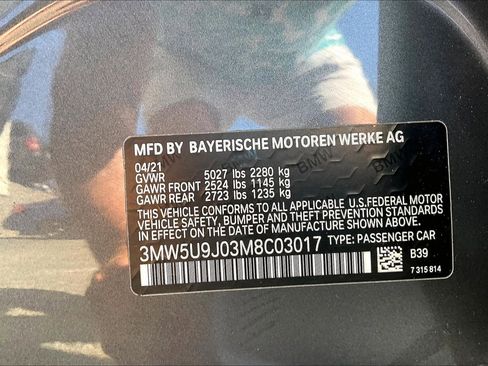 MFD BY BAYERISCHE MOTOREN WERKE AG
04/21
GVWR 5027 lbs 2280 kg
GAWR FRONT 2524 lbs 1145 kg
GAWR REAR 2722 lbs 1235 kg
THIS VEHICLE CONFORMS TO ALL APPLICABLE U.S.FEDERAL MOTOR
VEHICLE SAFETY, BUMPER, AND THEFT PREVENTION STANDARDS
IN EFFECT ON THE DATE OF MANUFACTURE SHOWN ABOVE.
3MW5U9J03M8C03017 TYPE: PASSENGER CAR
B39
7 315 814